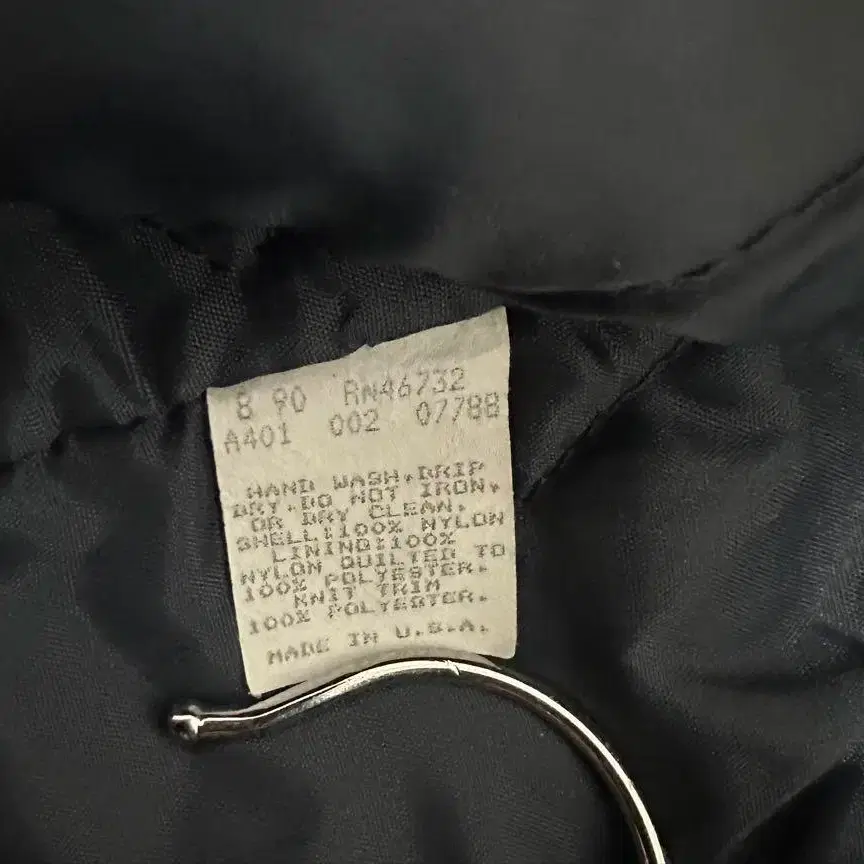 8 90 RN46732
A401 002 07788
HAND WASH, DRIP
DRY, DO NOT IRON,
OR DRY CLEAN.
SHELL:100% NYLON
LINING:100%
NYLON QUILTED TO
100% POLYESTER.
KNIT TRIM
100% POLYESTER.
MADE IN U.S.A.